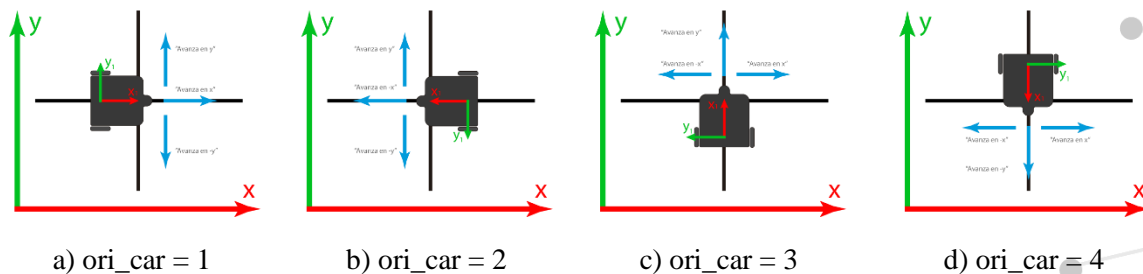 y
"Avanza en y"
y1
x1
"Avanza en x"
"Avanza en -y"
x
a) ori_car = 1
y
"Avanza en y"
"Avanza en -x"
x1
y1
"Avanza en -y"
x
b) ori_car = 2
y
"Avanza en y"
"Avanza en -x"
"Avanza en x"
x1
y1
x
c) ori_car = 3
y
y1
x1
"Avanza en -x"
"Avanza en x"
"Avanza en -y"
x
d) ori_car = 4